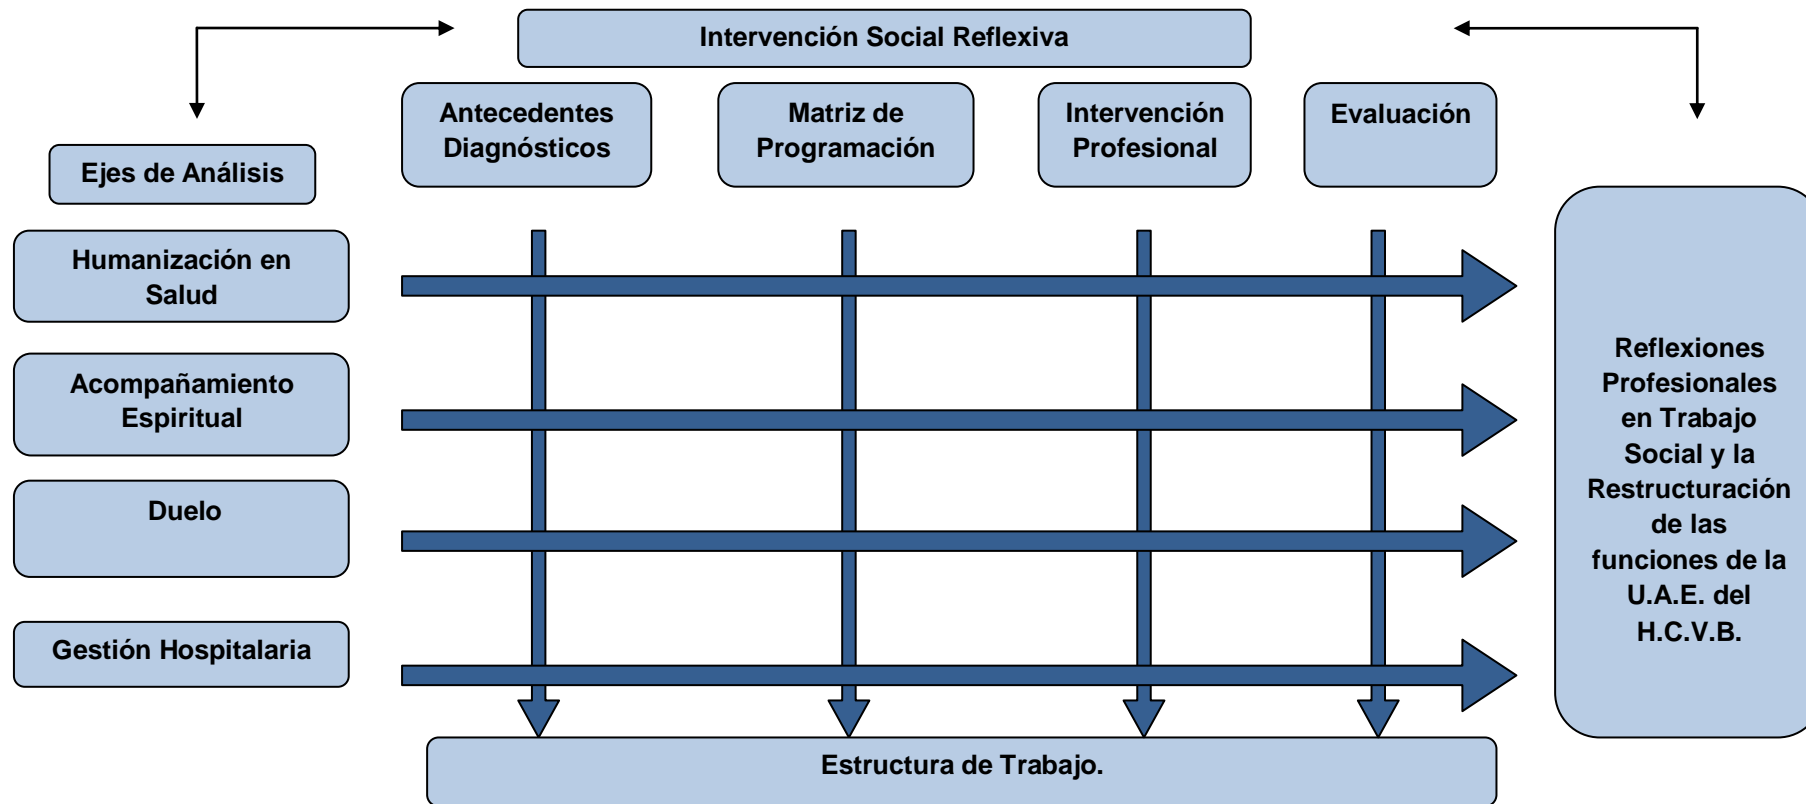 Intervención Social Reflexiva
Antecedentes
Diagnósticos
Matriz de
Programación
Intervención
Profesional
Evaluación
Ejes de Análisis
Humanización en
Salud
Acompañamiento
Espiritual
Duelo
Gestión Hospitalaria
Reflexiones
Profesionales
en Trabajo
Social y la
Restructuración
de las
funciones de la
U.A.E. del
H.C.V.B.
Estructura de Trabajo.